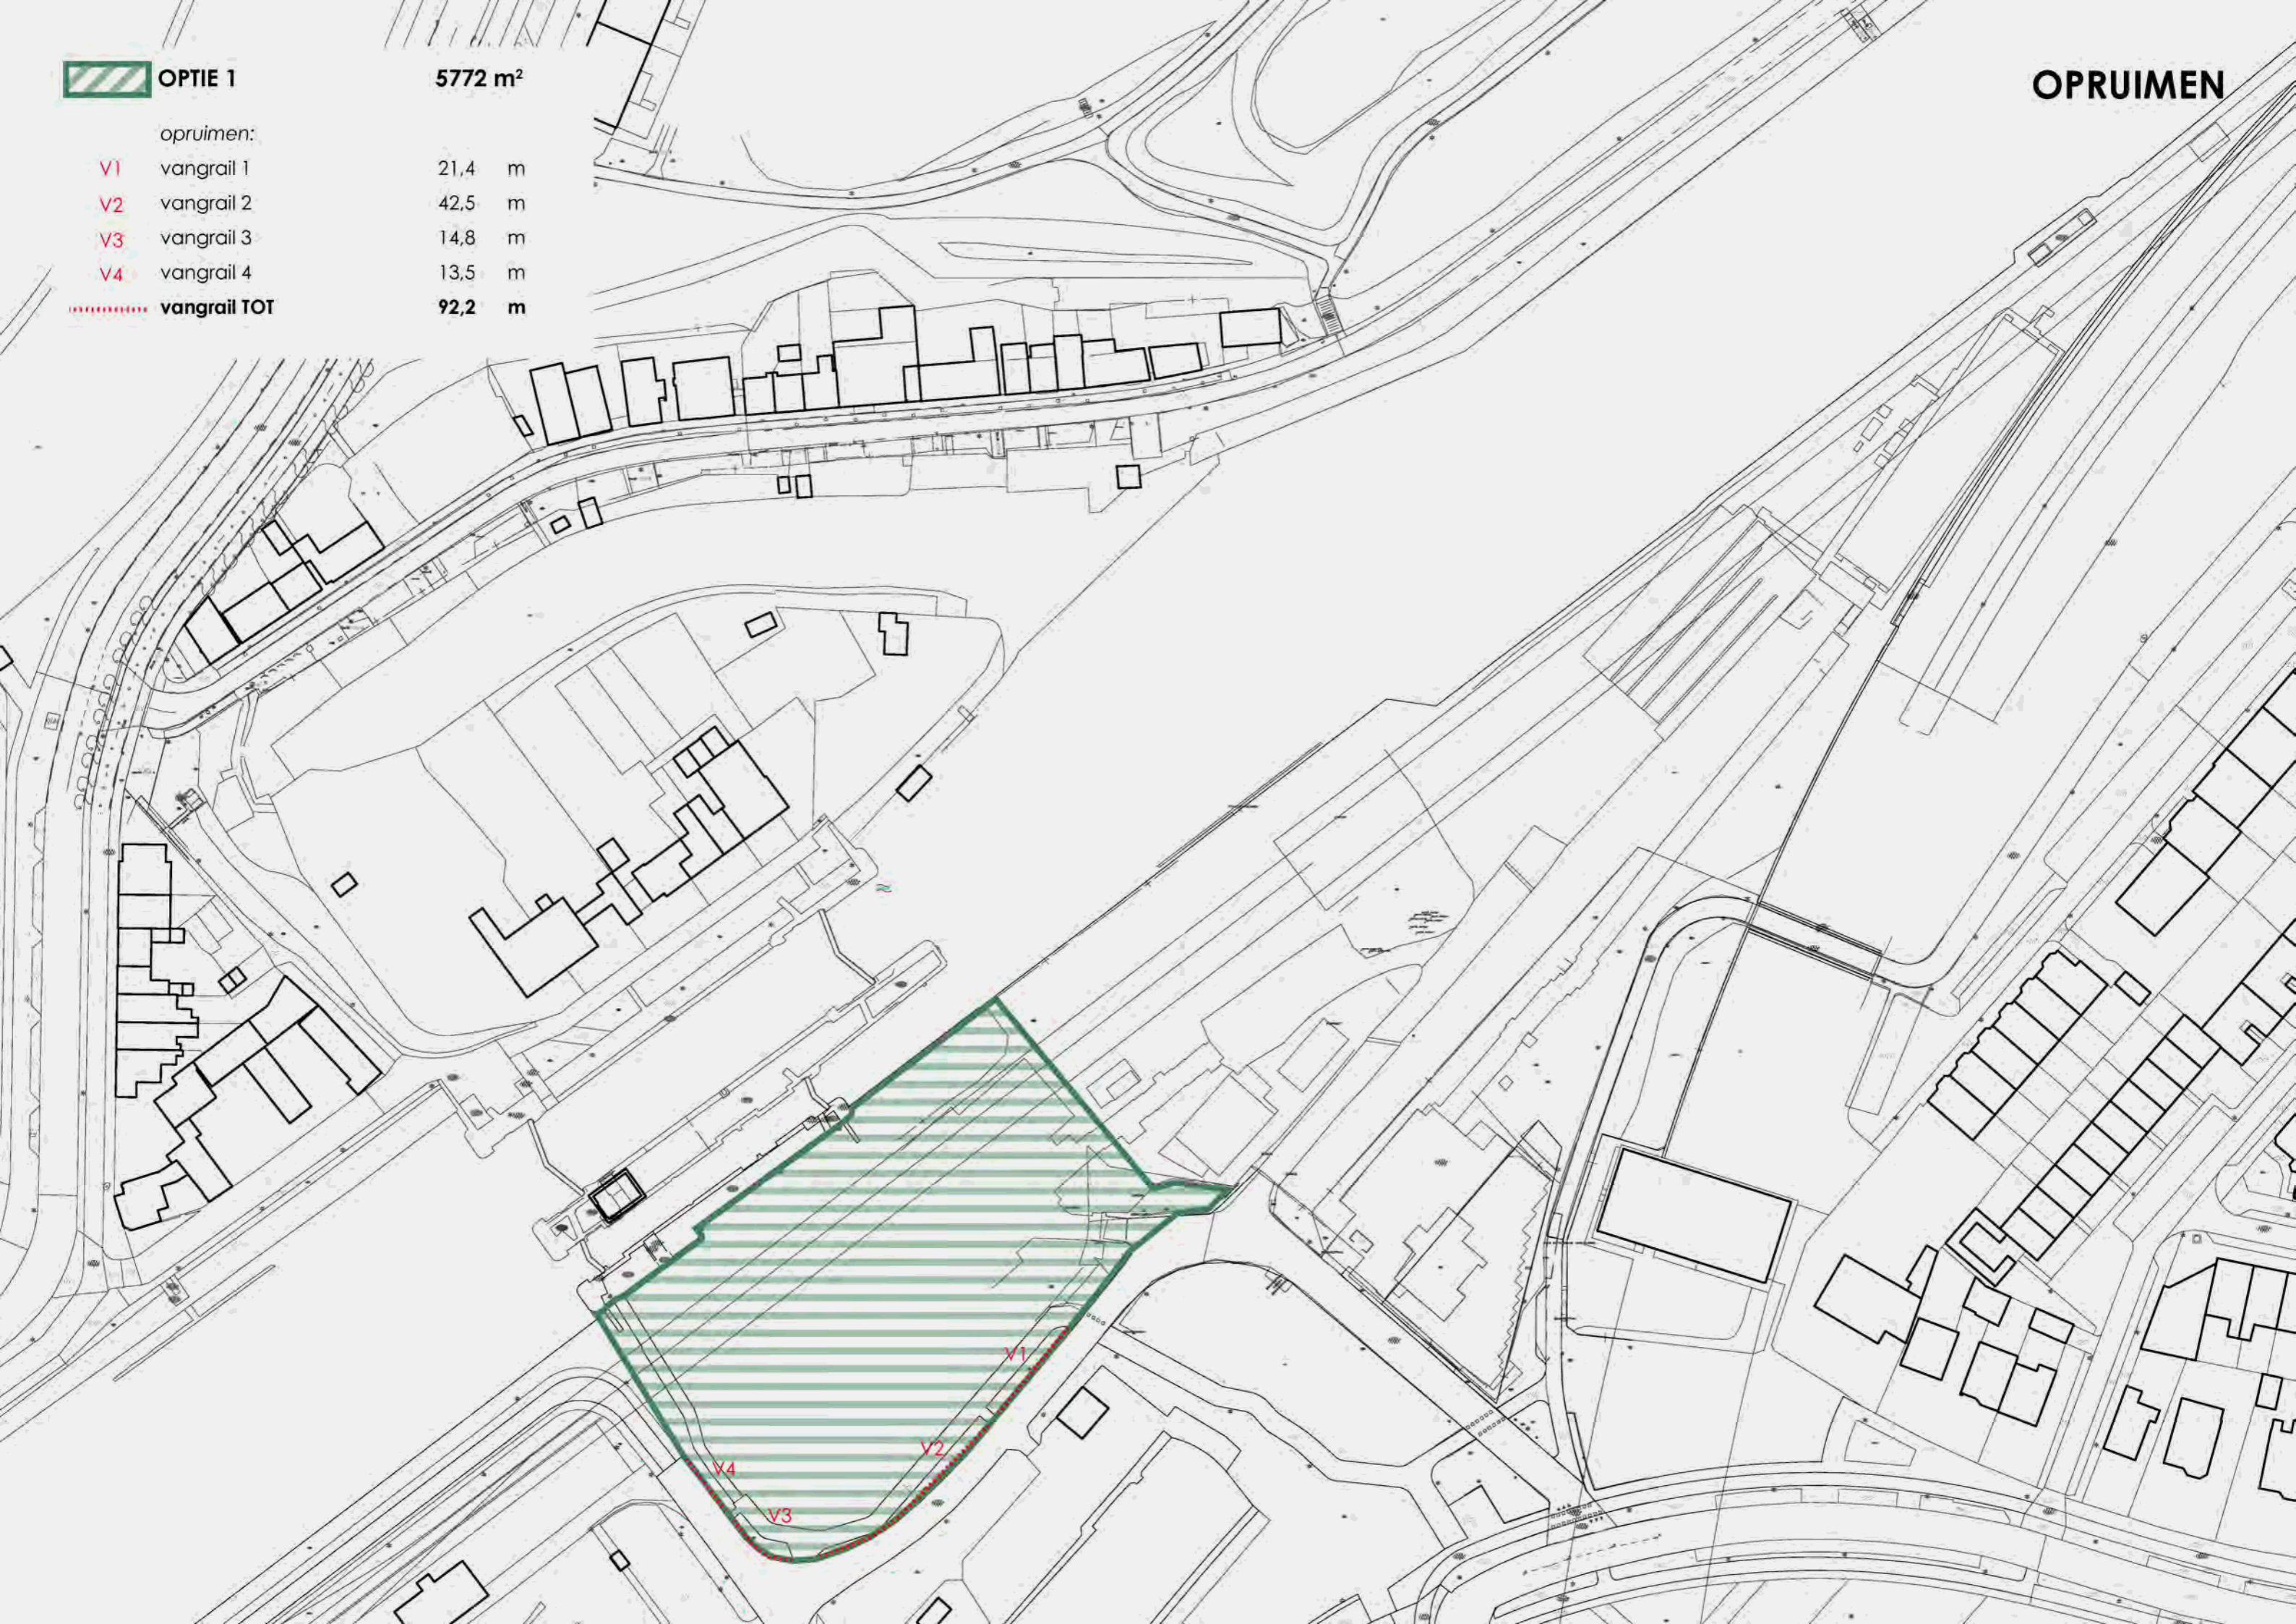 OPTIE 1 5772 m²
OPRUIMEN
opruimen:
V1 vangrail 1 21,4 m
V2 vangrail 2 42,5 m
V3 vangrail 3 14,8 m
V4 vangrail 4 13,5 m
vangrail TOT 92,2 m
V1
V2
V4
V3